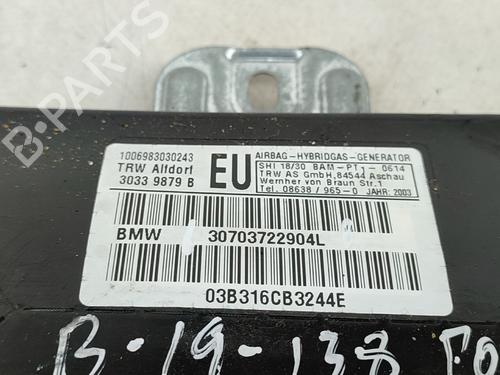 1006983030243
TRW Altdorf
3033 9879 B
EU
AIRBAG-HYBRIDGAS-GENERATOR
SHI 18/30 BAM-PT1-0614
TRW AS GmbH,84544 Aschau
Wernher von Braun Str.1
Tel. 08638/965-0 JAHR: 2003
BMW 30703722904L
03B316CB3244E
B-19-138
B-PARTS